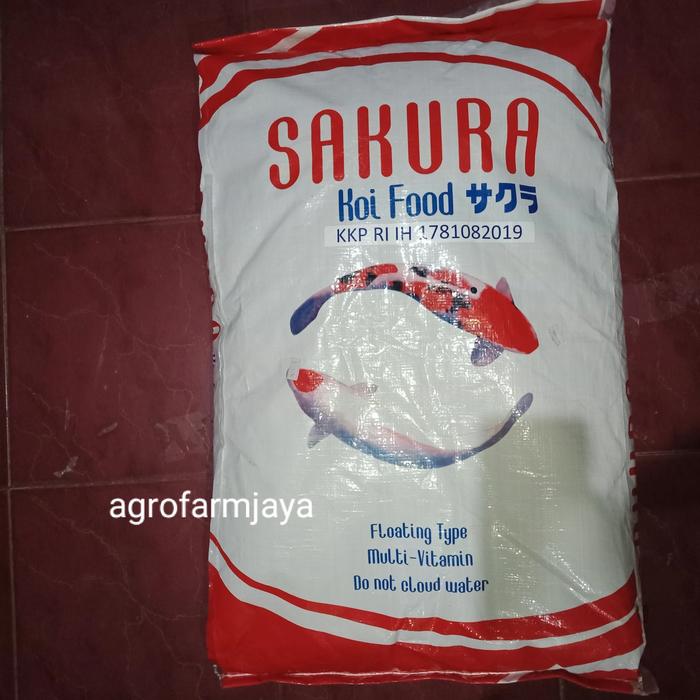 SAKURA
Koi Food サクラ
KKP RI IH 1781082019
agrofarmjaya
Floating Type
Multi-Vitamin
Do not cloud water